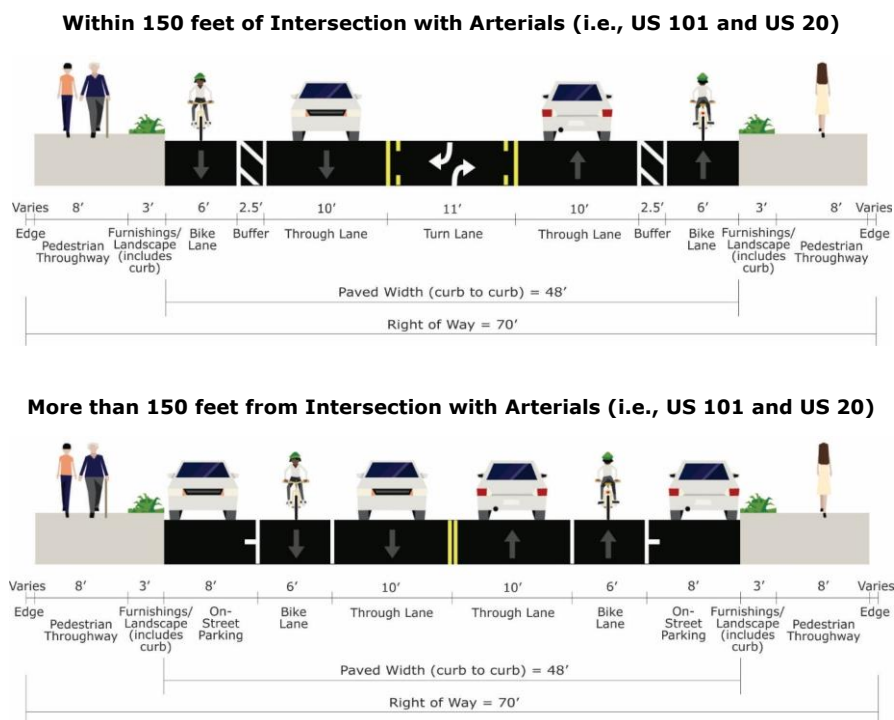 Within 150 feet of Intersection with Arterials (i.e., US 101 and US 20)
Varies 8’ 3’ 6’ 2.5’ 10’ 11’ 10’ 2.5’ 6’ 3’ 8’ Varies
Edge Pedestrian Throughway Furnishings/ Landscape (includes curb) Bike Lane Buffer Through Lane Turn Lane Through Lane Buffer Bike Lane Furnishings/ Landscape (includes curb) Pedestrian Throughway Edge
Paved Width (curb to curb) = 48’
Right of Way = 70’
More than 150 feet from Intersection with Arterials (i.e., US 101 and US 20)
Varies 8’ 3’ 8’ 6’ 10’ 10’ 6’ 8’ 3’ 8’ Varies
Edge Pedestrian Throughway Furnishings/ Landscape (includes curb) On- Street Parking Bike Lane Through Lane Through Lane Bike Lane On- Street Parking Furnishings/ Landscape (includes curb) Pedestrian Throughway Edge
Paved Width (curb to curb) = 48’
Right of Way = 70’